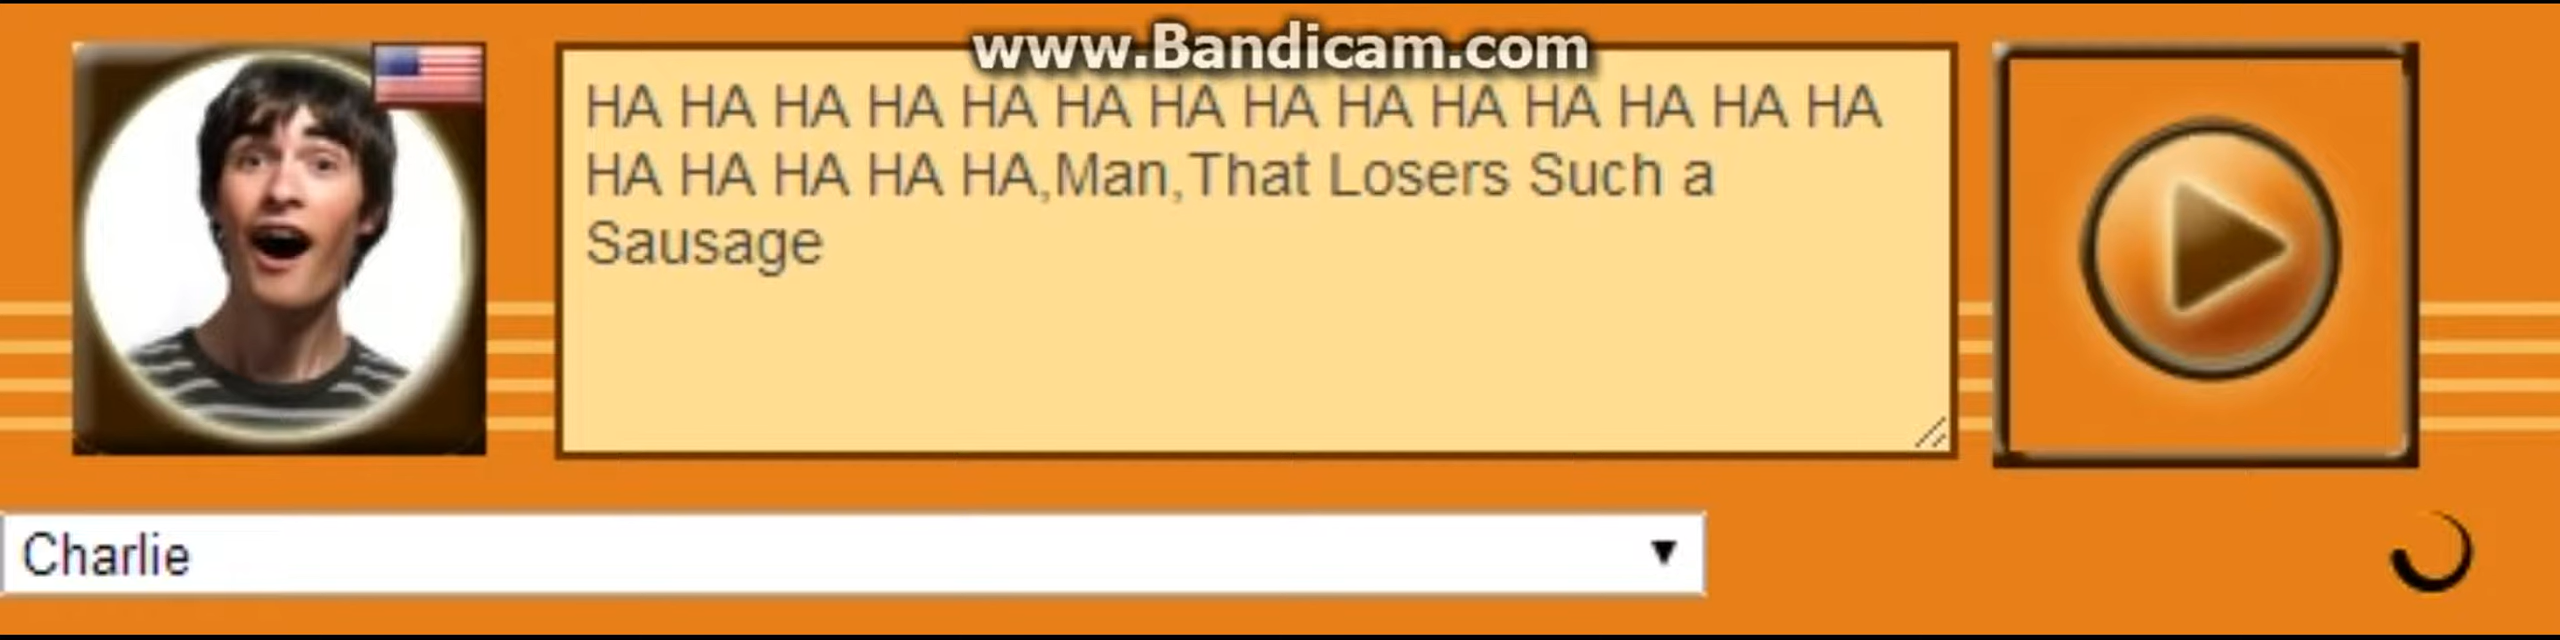 www.Bandicam.com
HA HA HA HA HA HA HA HA HA HA HA HA HA HA
HA HA HA HA HA,Man,That Losers Such a
Sausage
Charlie